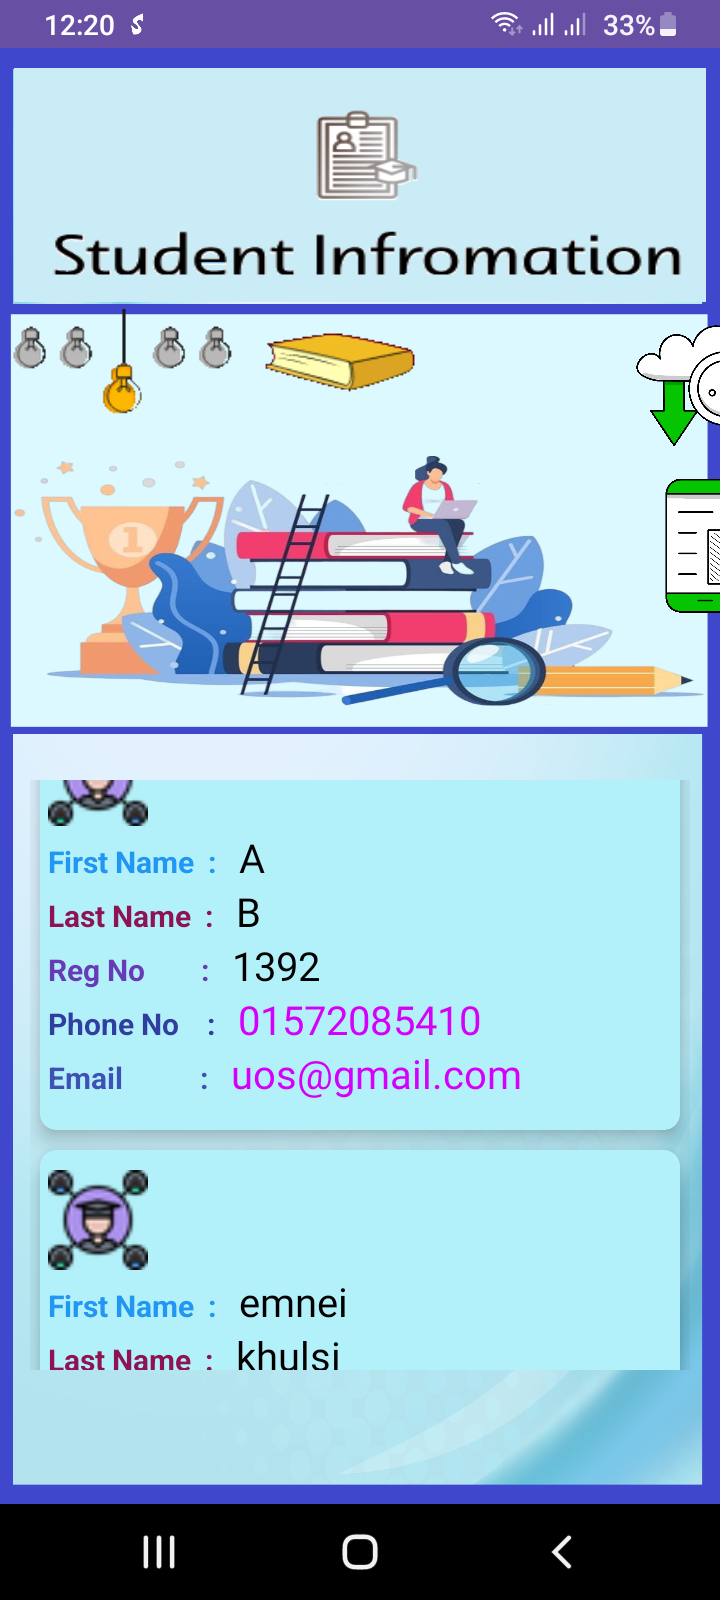 12:20 33%
Student Infromation
1
First Name : A
Last Name : B
Reg No : 1392
Phone No : 01572085410
Email : uos@gmail.com
First Name : emnei
Last Name : khulsi